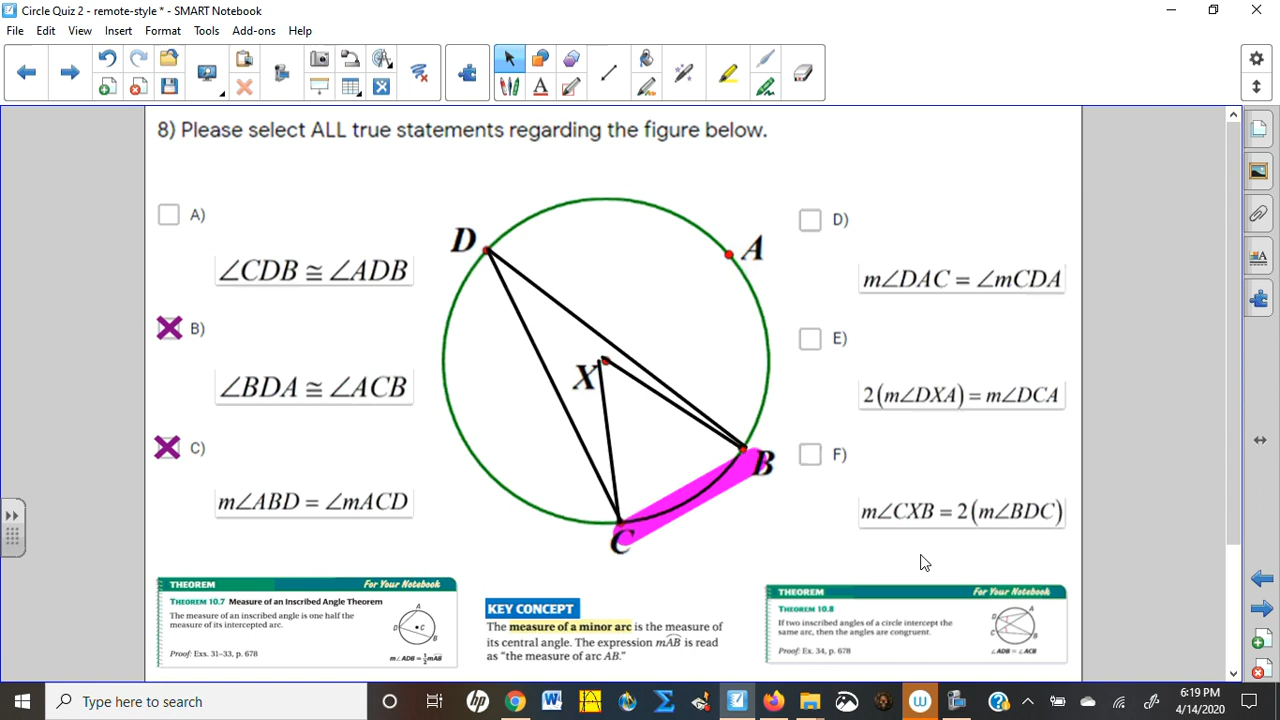 Circle Quiz 2 - remote-style * - SMART Notebook
File Edit View Insert Format Tools Add-ons Help
8) Please select ALL true statements regarding the figure below.
A)
∠CDB ≅ ∠ADB
B)
∠BDA ≅ ∠ACB
C)
m∠ABD = ∠mACD
D
A
X
B
C
D)
m∠DAC = ∠mCDA
E)
2(m∠DXA) = m∠DCA
F)
m∠CXB = 2(m∠BDC)
THEOREM For Your Notebook
THEOREM 10.7 Measure of an Inscribed Angle Theorem
The measure of an inscribed angle is one half the
measure of its intercepted arc.
A
D
C
B
Proof: Exs. 31–33, p. 678
m∠ADB = ½mAB
KEY CONCEPT
The measure of a minor arc is the measure of
its central angle. The expression mAB is read
as "the measure of arc AB."
THEOREM For Your Notebook
THEOREM 10.8
If two inscribed angles of a circle intercept the
same arc, then the angles are congruent.
D
A
C
B
Proof: Ex. 34, p. 678
∠ADB ≅ ∠ACB
Type here to search
6:19 PM
4/14/2020